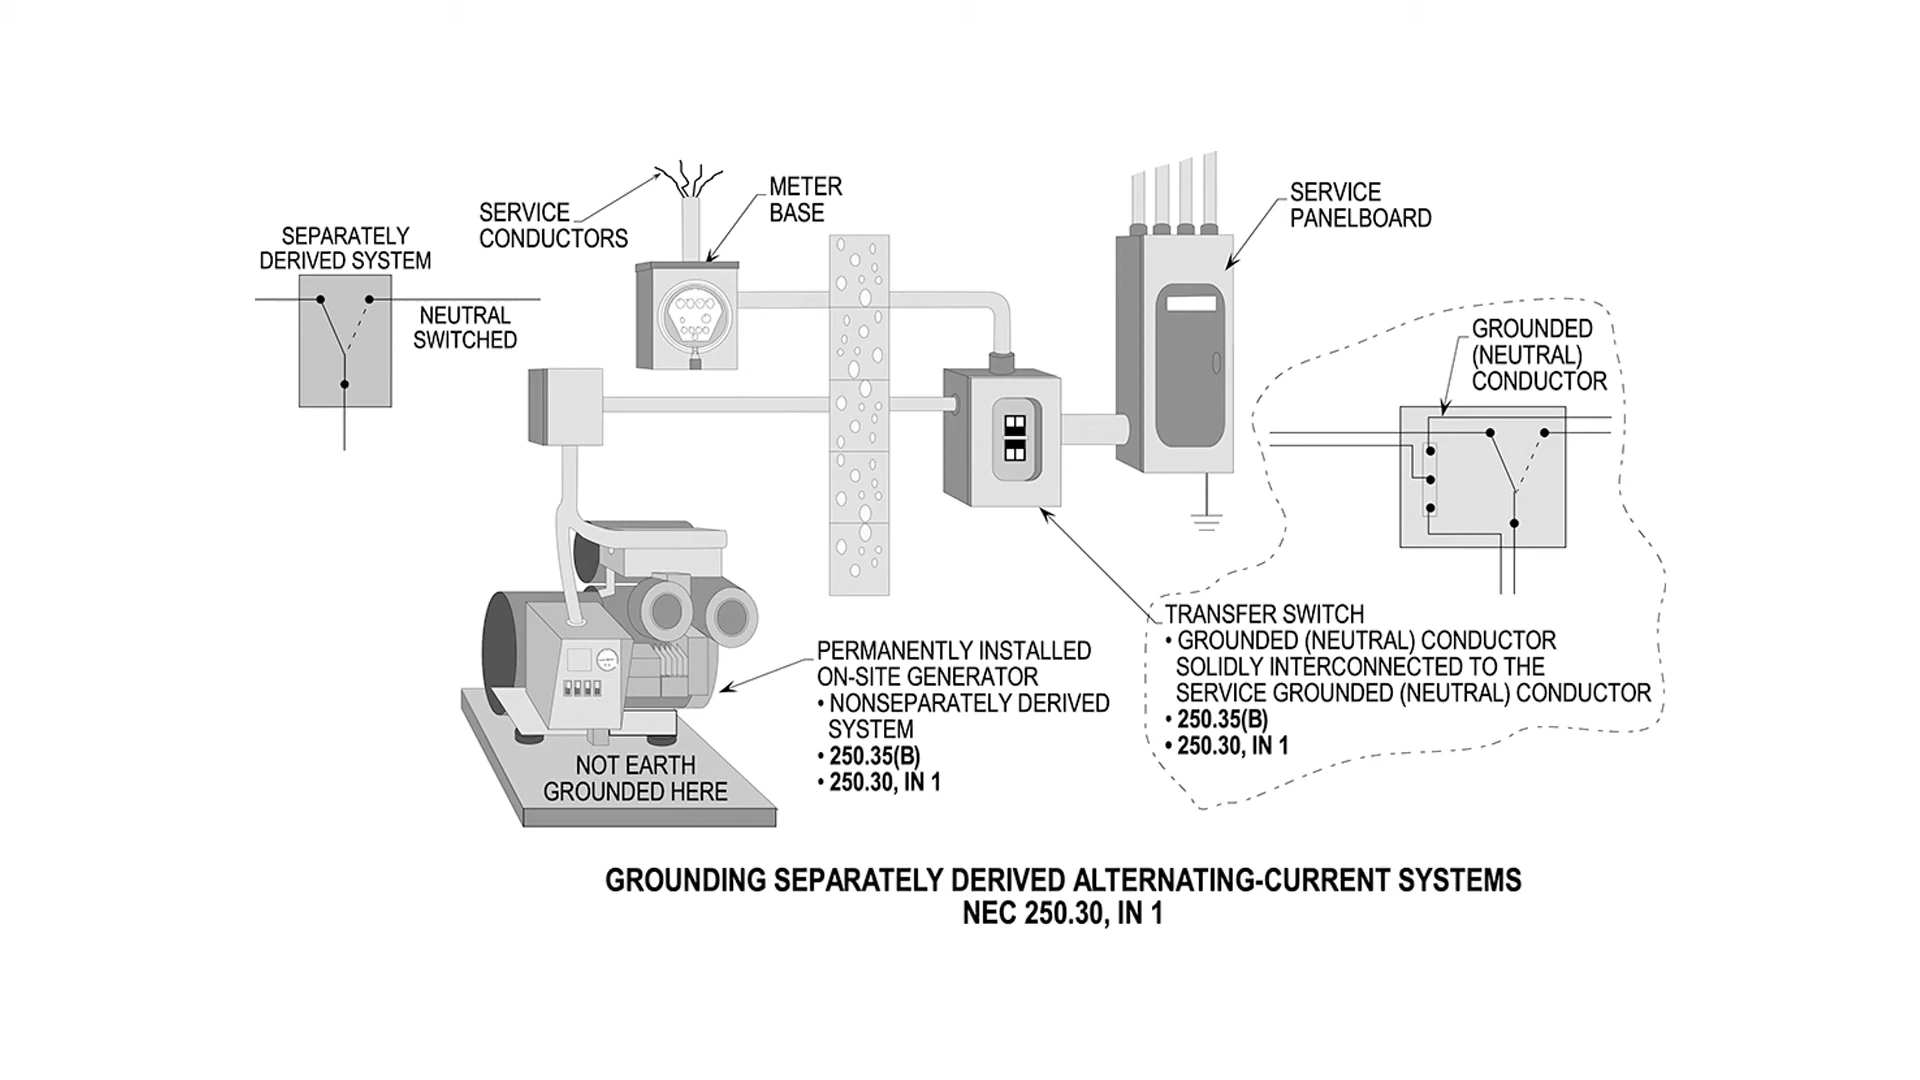 SEPARATELY
DERIVED SYSTEM
NEUTRAL
SWITCHED
SERVICE
CONDUCTORS
METER
BASE
SERVICE
PANELBOARD
GROUNDED
(NEUTRAL)
CONDUCTOR
TRANSFER SWITCH
• GROUNDED (NEUTRAL) CONDUCTOR
SOLIDLY INTERCONNECTED TO THE
SERVICE GROUNDED (NEUTRAL) CONDUCTOR
• 250.35(B)
• 250.30, IN 1
PERMANENTLY INSTALLED
ON-SITE GENERATOR
• NONSEPARATELY DERIVED
SYSTEM
• 250.35(B)
• 250.30, IN 1
NOT EARTH
GROUNDED HERE
GROUNDING SEPARATELY DERIVED ALTERNATING-CURRENT SYSTEMS
NEC 250.30, IN 1